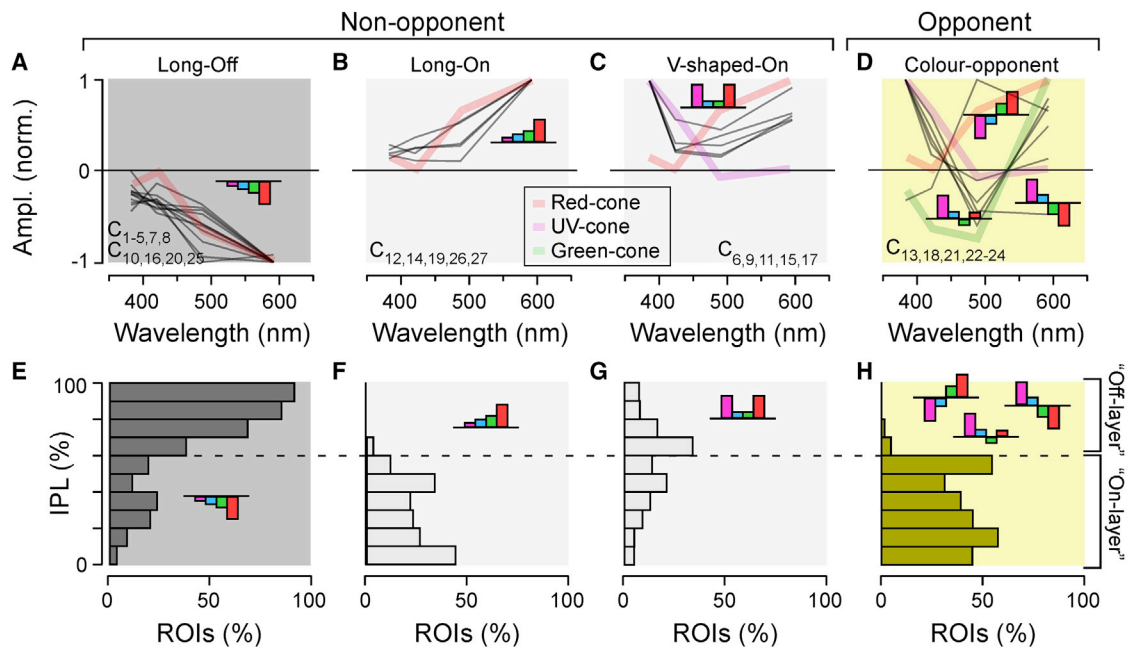 Non-opponent
Opponent
A
Long-Off
B
Long-On
C
V-shaped-On
D
Colour-opponent
Ampl. (norm.)
1
0
-1
C1-5,7,8
C10,16,20,25
C12,14,19,26,27
C6,9,11,15,17
C13,18,21,22-24
Red-cone
UV-cone
Green-cone
400 500 600
400 500 600
400 500 600
400 500 600
Wavelength (nm)
Wavelength (nm)
Wavelength (nm)
Wavelength (nm)
E
F
G
H
IPL (%)
100
0
"Off-layer"
"On-layer"
0 50 100
0 50 100
0 50 100
0 50 100
ROIs (%)
ROIs (%)
ROIs (%)
ROIs (%)